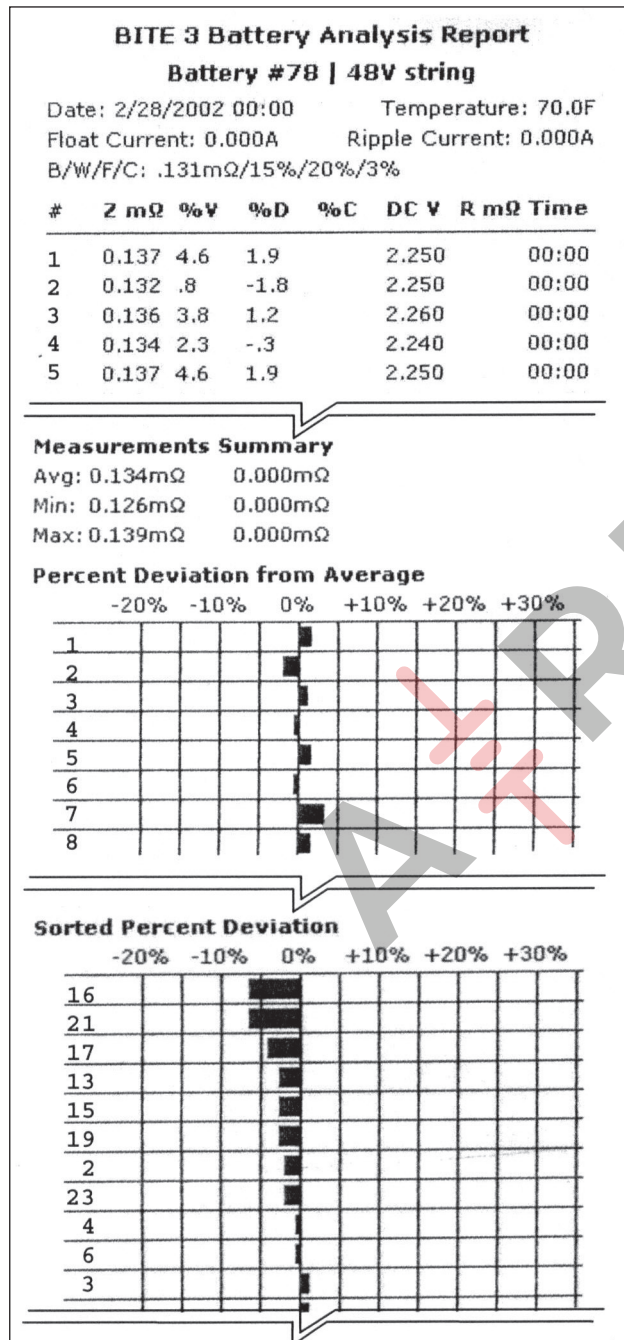 BITE 3 Battery Analysis Report
Battery #78 | 48V string
Date: 2/28/2002 00:00 Temperature: 70.0F
Float Current: 0.000A Ripple Current: 0.000A
B/W/F/C: .131mΩ/15%/20%/3%
# Z mΩ %V %D %C DC V R mΩ Time
1 0.137 4.6 1.9 2.250 00:00
2 0.132 .8 -1.8 2.250 00:00
3 0.136 3.8 1.2 2.260 00:00
4 0.134 2.3 -.3 2.240 00:00
5 0.137 4.6 1.9 2.250 00:00
Measurements Summary
Avg: 0.134mΩ 0.000mΩ
Min: 0.126mΩ 0.000mΩ
Max: 0.139mΩ 0.000mΩ
Percent Deviation from Average
-20% -10% 0% +10% +20% +30%
1
2
3
4
5
6
7
8
Sorted Percent Deviation
-20% -10% 0% +10% +20% +30%
16
21
17
13
15
19
2
23
4
6
3